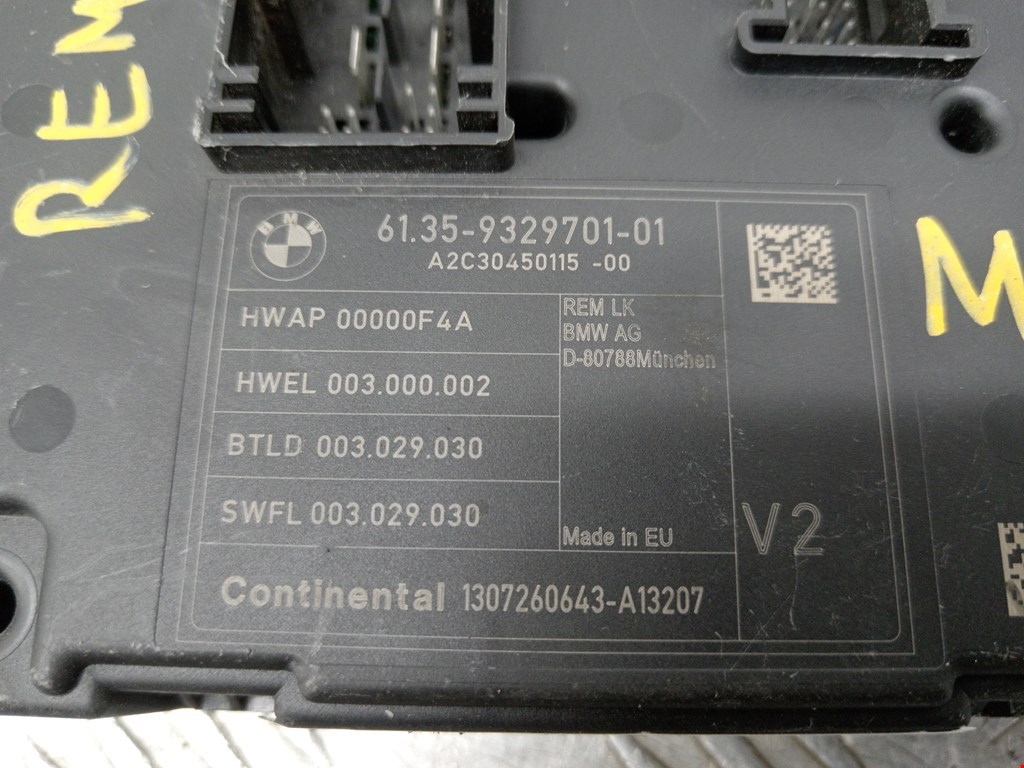 REM
M
BMW
61.35-9329701-01
A2C30450115 -00
HWAP 00000F4A
HWEL 003.000.002
BTLD 003.029.030
SWFL 003.029.030
REM LK
BMW AG
D-80788München
Made in EU
V2
Continental 1307260643-A13207